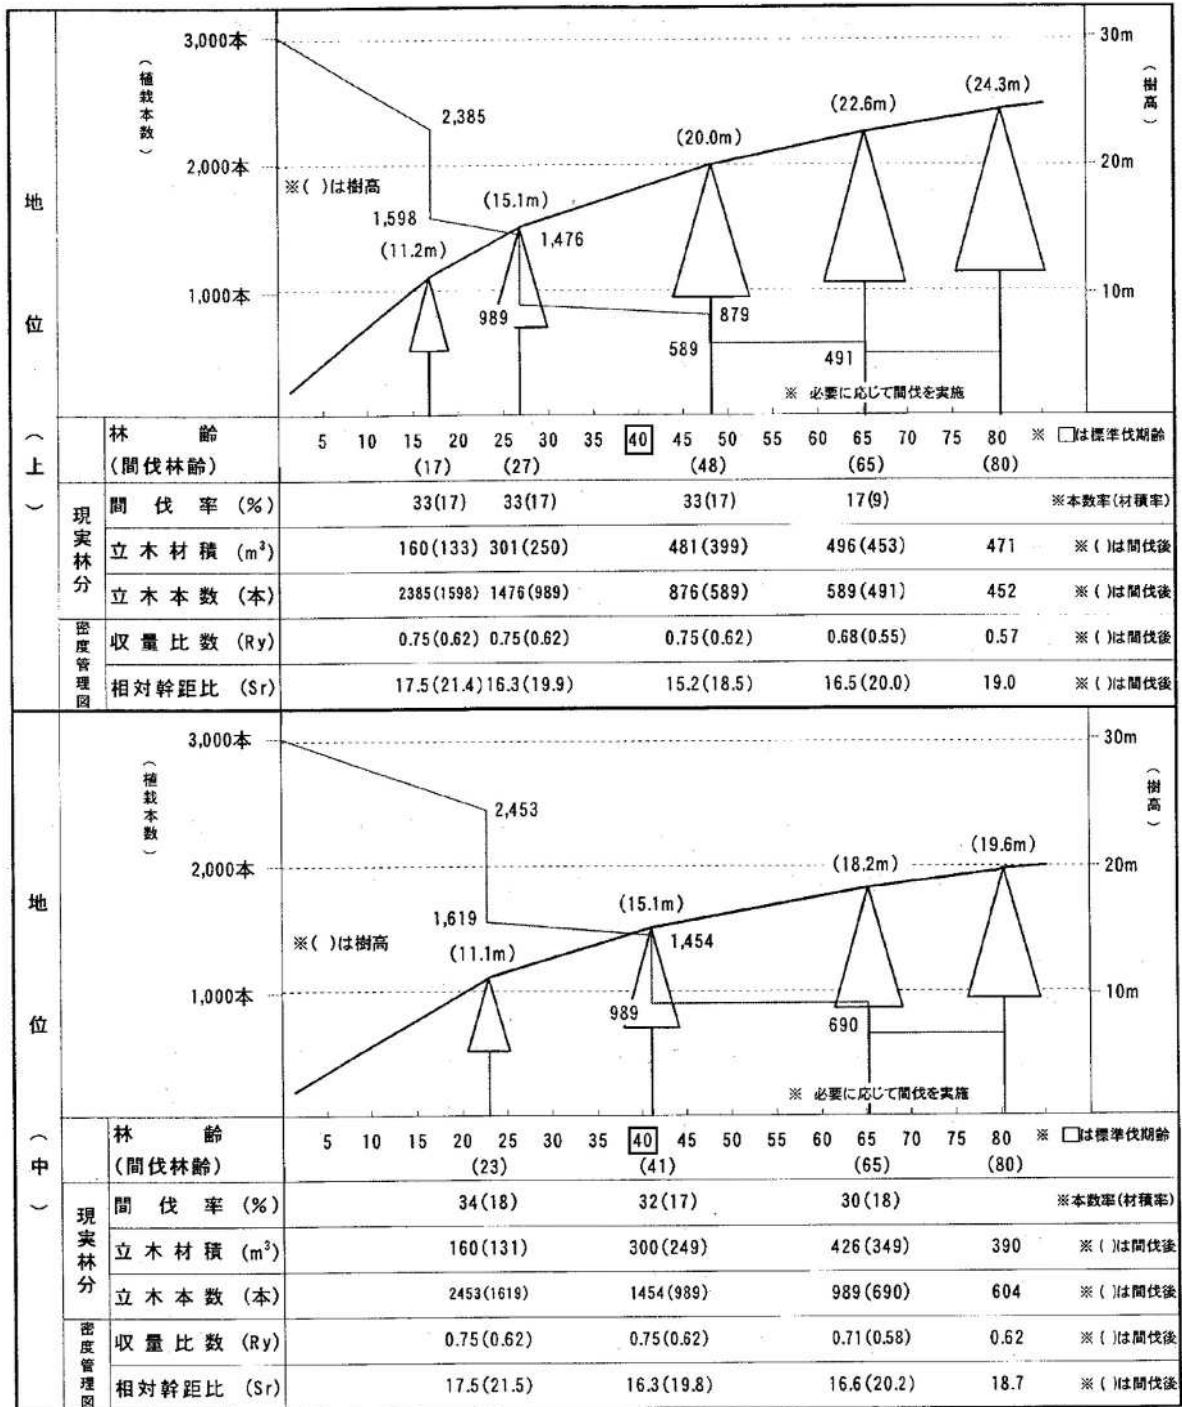 地位（上）
3,000本
30m
（植栽本数）
（樹高）
(24.3m)
(22.6m)
2,385
(20.0m)
2,000本
20m
※( )は樹高
(15.1m)
1,598
1,476
(11.2m)
1,000本
10m
989
879
589
491
※ 必要に応じて間伐を実施
林齢 5 10 15 20 25 30 35 40 45 50 55 60 65 70 75 80 ※ □は標準伐期齢
(間伐林齢) (17) (27) (48) (65) (80)
現実林分
間伐率(%) 33(17) 33(17) 33(17) 17(9) ※本数率(材積率)
立木材積(m³) 160(133) 301(250) 481(399) 496(453) 471 ※( )は間伐後
立木本数(本) 2385(1598) 1476(989) 876(589) 589(491) 452 ※( )は間伐後
密度管理図
収量比数(Ry) 0.75(0.62) 0.75(0.62) 0.75(0.62) 0.68(0.55) 0.57 ※( )は間伐後
相対幹距比(Sr) 17.5(21.4) 16.3(19.9) 15.2(18.5) 16.5(20.0) 19.0 ※( )は間伐後
地位（中）
3,000本
30m
（植栽本数）
（樹高）
2,453
(19.6m)
2,000本
(18.2m)
20m
1,619
(15.1m)
※( )は樹高
(11.1m)
1,454
1,000本
10m
989
690
※ 必要に応じて間伐を実施
林齢 5 10 15 20 25 30 35 40 45 50 55 60 65 70 75 80 ※ □は標準伐期齢
(間伐林齢) (23) (41) (65) (80)
現実林分
間伐率(%) 34(18) 32(17) 30(18) ※本数率(材積率)
立木材積(m³) 160(131) 300(249) 426(349) 390 ※( )は間伐後
立木本数(本) 2453(1619) 1454(989) 989(690) 604 ※( )は間伐後
密度管理図
収量比数(Ry) 0.75(0.62) 0.75(0.62) 0.71(0.58) 0.62 ※( )は間伐後
相対幹距比(Sr) 17.5(21.5) 16.3(19.8) 16.6(20.2) 18.7 ※( )は間伐後